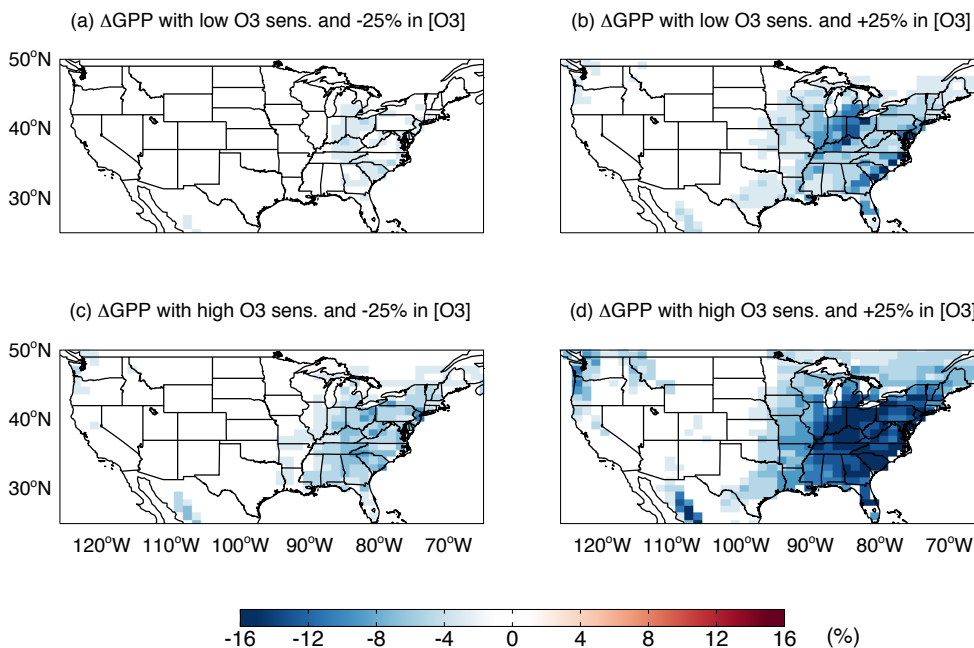 (a) ΔGPP with low O3 sens. and -25% in [O3]
(b) ΔGPP with low O3 sens. and +25% in [O3]
50°N
40°N
30°N
(c) ΔGPP with high O3 sens. and -25% in [O3]
(d) ΔGPP with high O3 sens. and +25% in [O3]
50°N
40°N
30°N
120°W 110°W 100°W 90°W 80°W 70°W
120°W 110°W 100°W 90°W 80°W 70°W
-16 -12 -8 -4 0 4 8 12 16 (%)